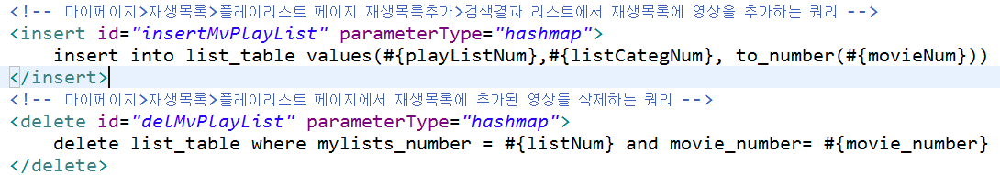 <!-- 마이페이지>재생목록>플레이리스트 페이지 재생목록추가>검색결과 리스트에서 재생목록에 영상을 추가하는 쿼리 -->
<insert id="insertMvPlayList" parameterType="hashmap">
insert into list_table values(#{playListNum},#{listCategNum}, to_number(#{movieNum}))
</insert>
<!-- 마이페이지>재생목록>플레이리스트 페이지에서 재생목록에 추가된 영상을 삭제하는 쿼리 -->
<delete id="delMvPlayList" parameterType="hashmap">
delete list_table where mylists_number = #{listNum} and movie_number= #{movie_number}
</delete>